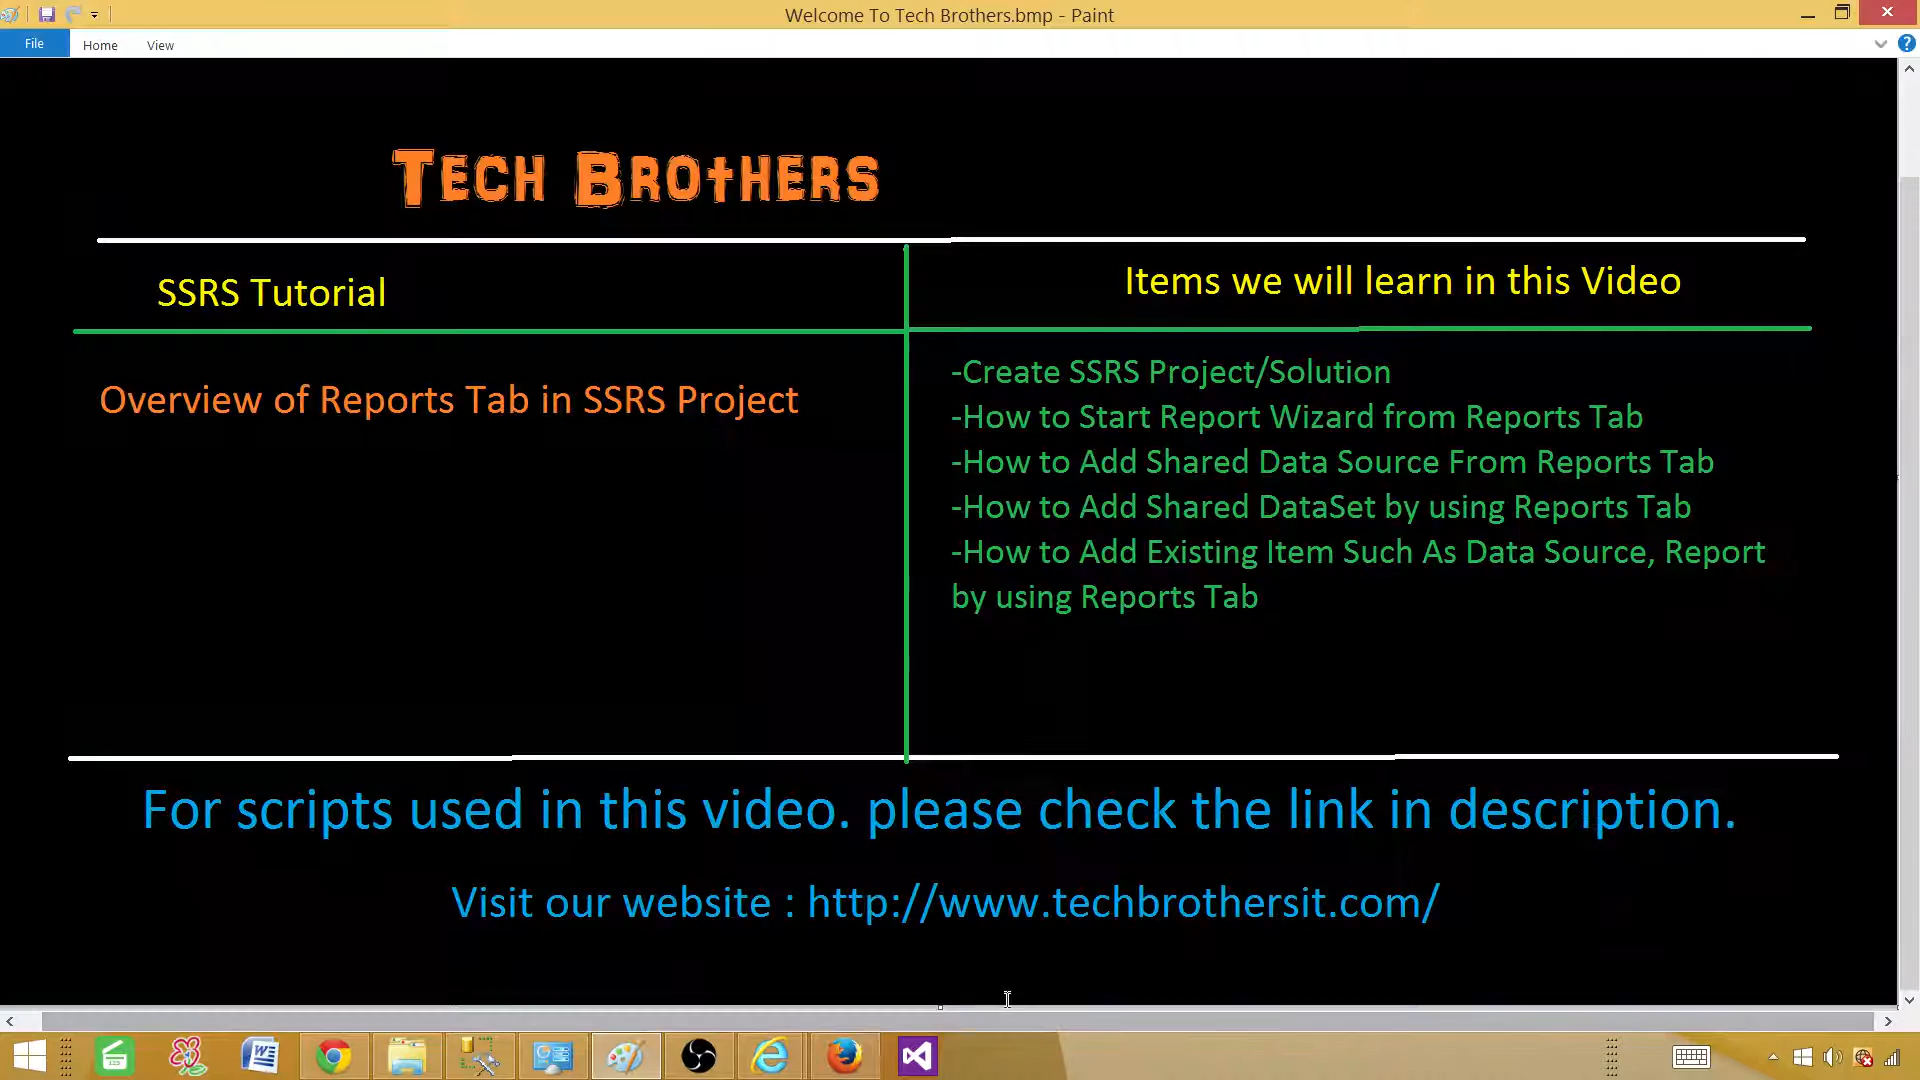 Welcome To Tech Brothers.bmp - Paint
File Home View
Tech Brothers
SSRS Tutorial
Items we will learn in this Video
Overview of Reports Tab in SSRS Project
-Create SSRS Project/Solution
-How to Start Report Wizard from Reports Tab
-How to Add Shared Data Source From Reports Tab
-How to Add Shared DataSet by using Reports Tab
-How to Add Existing Item Such As Data Source, Report
by using Reports Tab
For scripts used in this video. please check the link in description.
Visit our website : http://www.techbrothersit.com/